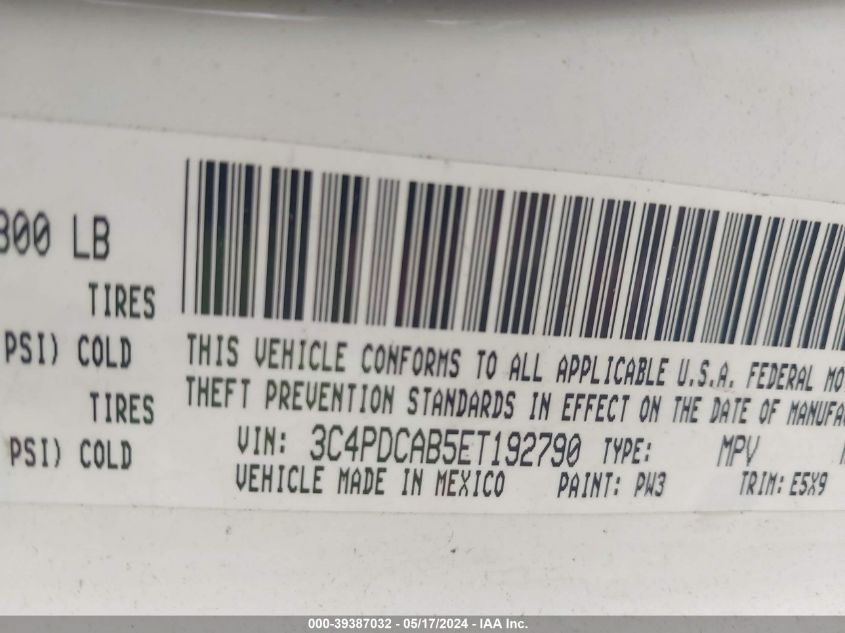 800 LB
TIRES
PSI) COLD
TIRES
PSI) COLD
THIS VEHICLE CONFORMS TO ALL APPLICABLE U.S.A. FEDERAL MO
THEFT PREVENTION STANDARDS IN EFFECT ON THE DATE OF MANUFA
VIN: 3C4PDCAB5ET192790 TYPE: MPV
VEHICLE MADE IN MEXICO PAINT: PW3 TRIM: E5X9
000-39387032 - 05/17/2024 - IAA Inc.